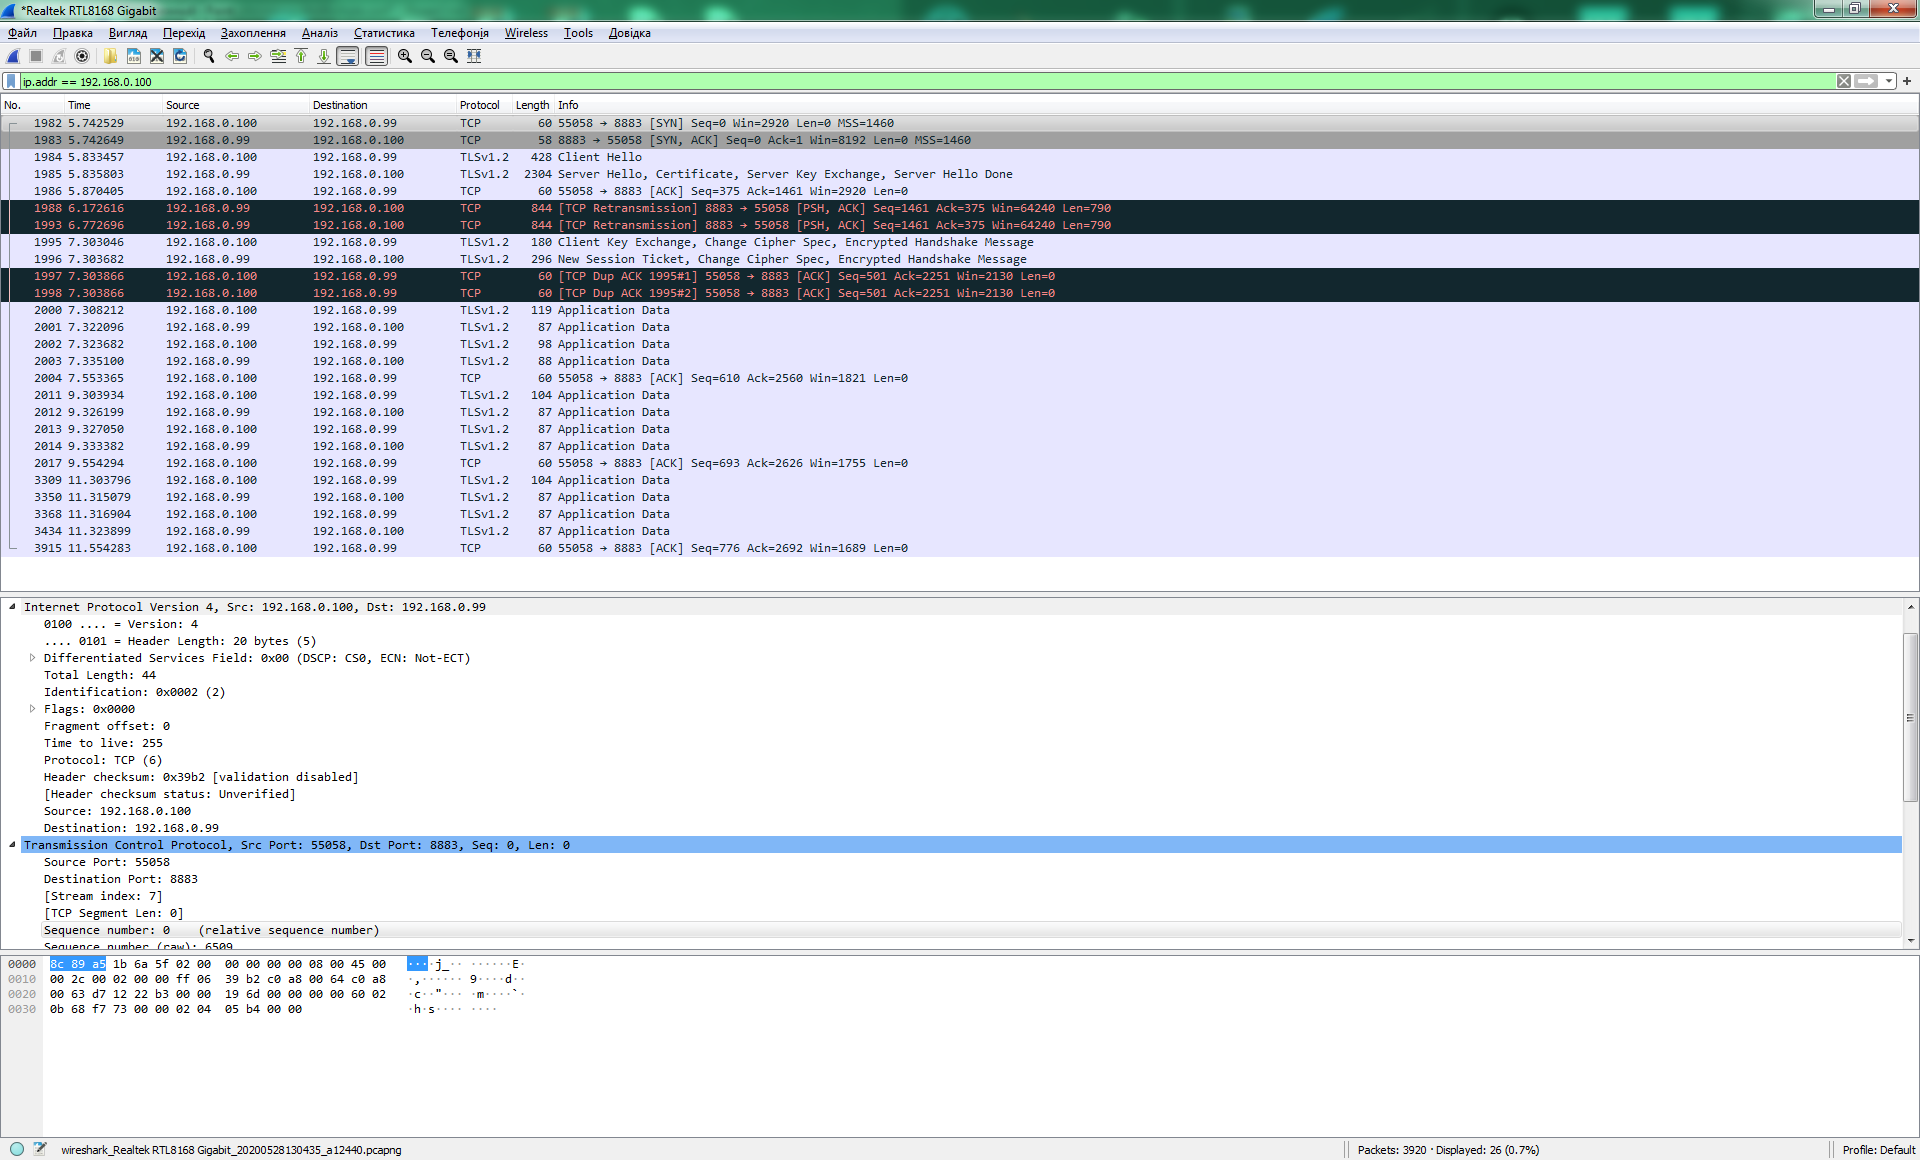 *Realtek RTL8168 Gigabit
Файл Правка Вигляд Перехід Захоплення Аналіз Статистика Телефонія Wireless Tools Довідка
ip.addr == 192.168.0.100
No. Time Source Destination Protocol Length Info
1982 5.742529 192.168.0.100 192.168.0.99 TCP 60 55058 → 8883 [SYN] Seq=0 Win=2920 Len=0 MSS=1460
1983 5.742649 192.168.0.99 192.168.0.100 TCP 58 8883 → 55058 [SYN, ACK] Seq=0 Ack=1 Win=8192 Len=0 MSS=1460
1984 5.833457 192.168.0.100 192.168.0.99 TLSv1.2 428 Client Hello
1985 5.835803 192.168.0.99 192.168.0.100 TLSv1.2 2304 Server Hello, Certificate, Server Key Exchange, Server Hello Done
1986 5.870405 192.168.0.100 192.168.0.99 TCP 60 55058 → 8883 [ACK] Seq=375 Ack=1461 Win=2920 Len=0
1988 6.172616 192.168.0.99 192.168.0.100 TCP 844 [TCP Retransmission] 8883 → 55058 [PSH, ACK] Seq=1461 Ack=375 Win=64240 Len=790
1993 6.772696 192.168.0.99 192.168.0.100 TCP 844 [TCP Retransmission] 8883 → 55058 [PSH, ACK] Seq=1461 Ack=375 Win=64240 Len=790
1995 7.303046 192.168.0.100 192.168.0.99 TLSv1.2 180 Client Key Exchange, Change Cipher Spec, Encrypted Handshake Message
1996 7.303682 192.168.0.99 192.168.0.100 TLSv1.2 296 New Session Ticket, Change Cipher Spec, Encrypted Handshake Message
1997 7.303866 192.168.0.100 192.168.0.99 TCP 60 [TCP Dup ACK 1995#1] 55058 → 8883 [ACK] Seq=501 Ack=2251 Win=2130 Len=0
1998 7.303866 192.168.0.100 192.168.0.99 TCP 60 [TCP Dup ACK 1995#2] 55058 → 8883 [ACK] Seq=501 Ack=2251 Win=2130 Len=0
2000 7.308212 192.168.0.100 192.168.0.99 TLSv1.2 119 Application Data
2001 7.322096 192.168.0.99 192.168.0.100 TLSv1.2 87 Application Data
2002 7.323682 192.168.0.100 192.168.0.99 TLSv1.2 98 Application Data
2003 7.335100 192.168.0.99 192.168.0.100 TLSv1.2 88 Application Data
2004 7.553365 192.168.0.100 192.168.0.99 TCP 60 55058 → 8883 [ACK] Seq=610 Ack=2560 Win=1821 Len=0
2011 9.303934 192.168.0.100 192.168.0.99 TLSv1.2 104 Application Data
2012 9.326199 192.168.0.99 192.168.0.100 TLSv1.2 87 Application Data
2013 9.327050 192.168.0.100 192.168.0.99 TLSv1.2 87 Application Data
2014 9.333382 192.168.0.99 192.168.0.100 TLSv1.2 87 Application Data
2017 9.554294 192.168.0.100 192.168.0.99 TCP 60 55058 → 8883 [ACK] Seq=693 Ack=2626 Win=1755 Len=0
3309 11.303796 192.168.0.100 192.168.0.99 TLSv1.2 104 Application Data
3350 11.315079 192.168.0.99 192.168.0.100 TLSv1.2 87 Application Data
3368 11.316904 192.168.0.100 192.168.0.99 TLSv1.2 87 Application Data
3434 11.323899 192.168.0.99 192.168.0.100 TLSv1.2 87 Application Data
3915 11.554283 192.168.0.100 192.168.0.99 TCP 60 55058 → 8883 [ACK] Seq=776 Ack=2692 Win=1689 Len=0
Internet Protocol Version 4, Src: 192.168.0.100, Dst: 192.168.0.99
0100 .... = Version: 4
.... 0101 = Header Length: 20 bytes (5)
Differentiated Services Field: 0x00 (DSCP: CS0, ECN: Not-ECT)
Total Length: 44
Identification: 0x0002 (2)
Flags: 0x0000
Fragment offset: 0
Time to live: 255
Protocol: TCP (6)
Header checksum: 0x39b2 [validation disabled]
[Header checksum status: Unverified]
Source: 192.168.0.100
Destination: 192.168.0.99
Transmission Control Protocol, Src Port: 55058, Dst Port: 8883, Seq: 0, Len: 0
Source Port: 55058
Destination Port: 8883
[Stream index: 7]
[TCP Segment Len: 0]
Sequence number: 0 (relative sequence number)
Sequence number (raw): 6509
0000 8c 89 a5 1b 6a 5f 02 00 00 00 00 00 08 00 45 00 ····j_·· ······E·
0010 00 2c 00 02 00 00 ff 06 39 b2 c0 a8 00 64 c0 a8 ·,······ 9····d··
0020 00 63 d7 12 22 b3 00 00 19 6d 00 00 00 00 60 02 ·c··"··· ·m····`·
0030 0b 68 f7 73 00 00 02 04 05 b4 00 00 ·h·s···· ····
wireshark_Realtek RTL8168 Gigabit_20200528130435_a12440.pcapng Packets: 3920 · Displayed: 26 (0.7%) Profile: Default